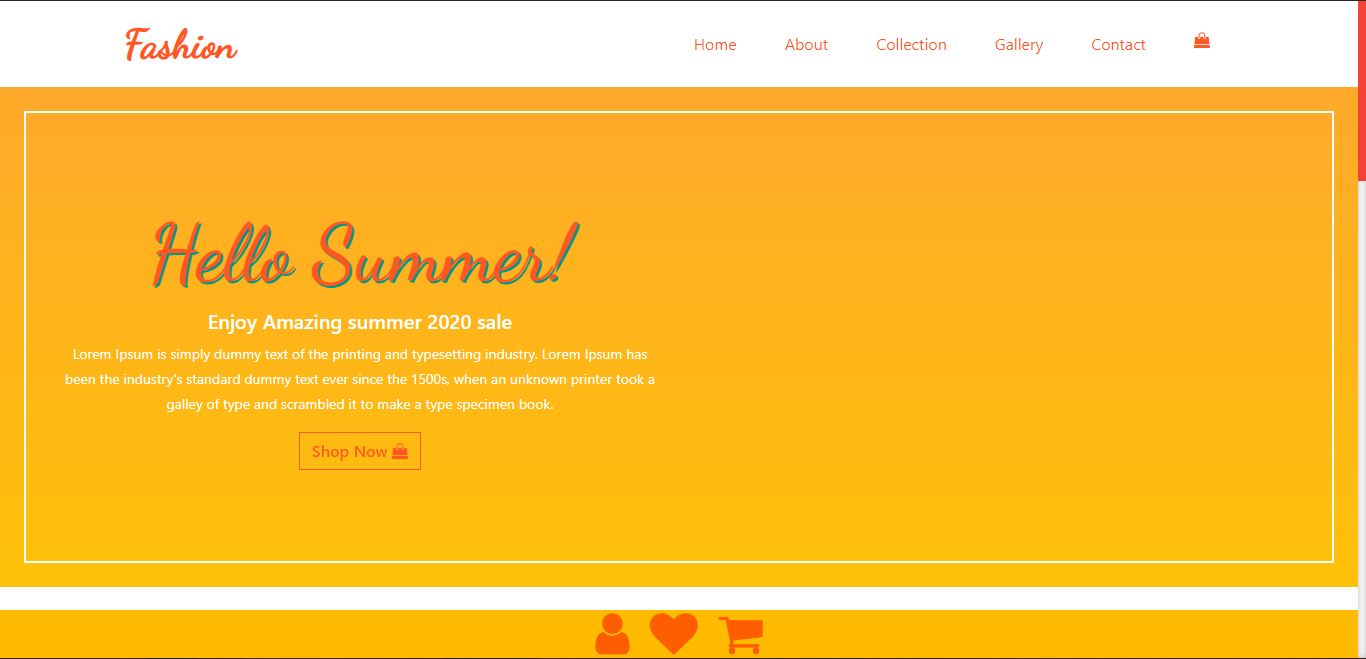 Fashion
Home About Collection Gallery Contact
Hello Summer!
Enjoy Amazing summer 2020 sale
Lorem Ipsum is simply dummy text of the printing and typesetting industry. Lorem Ipsum has
been the industry's standard dummy text ever since the 1500s, when an unknown printer took a
galley of type and scrambled it to make a type specimen book.
Shop Now